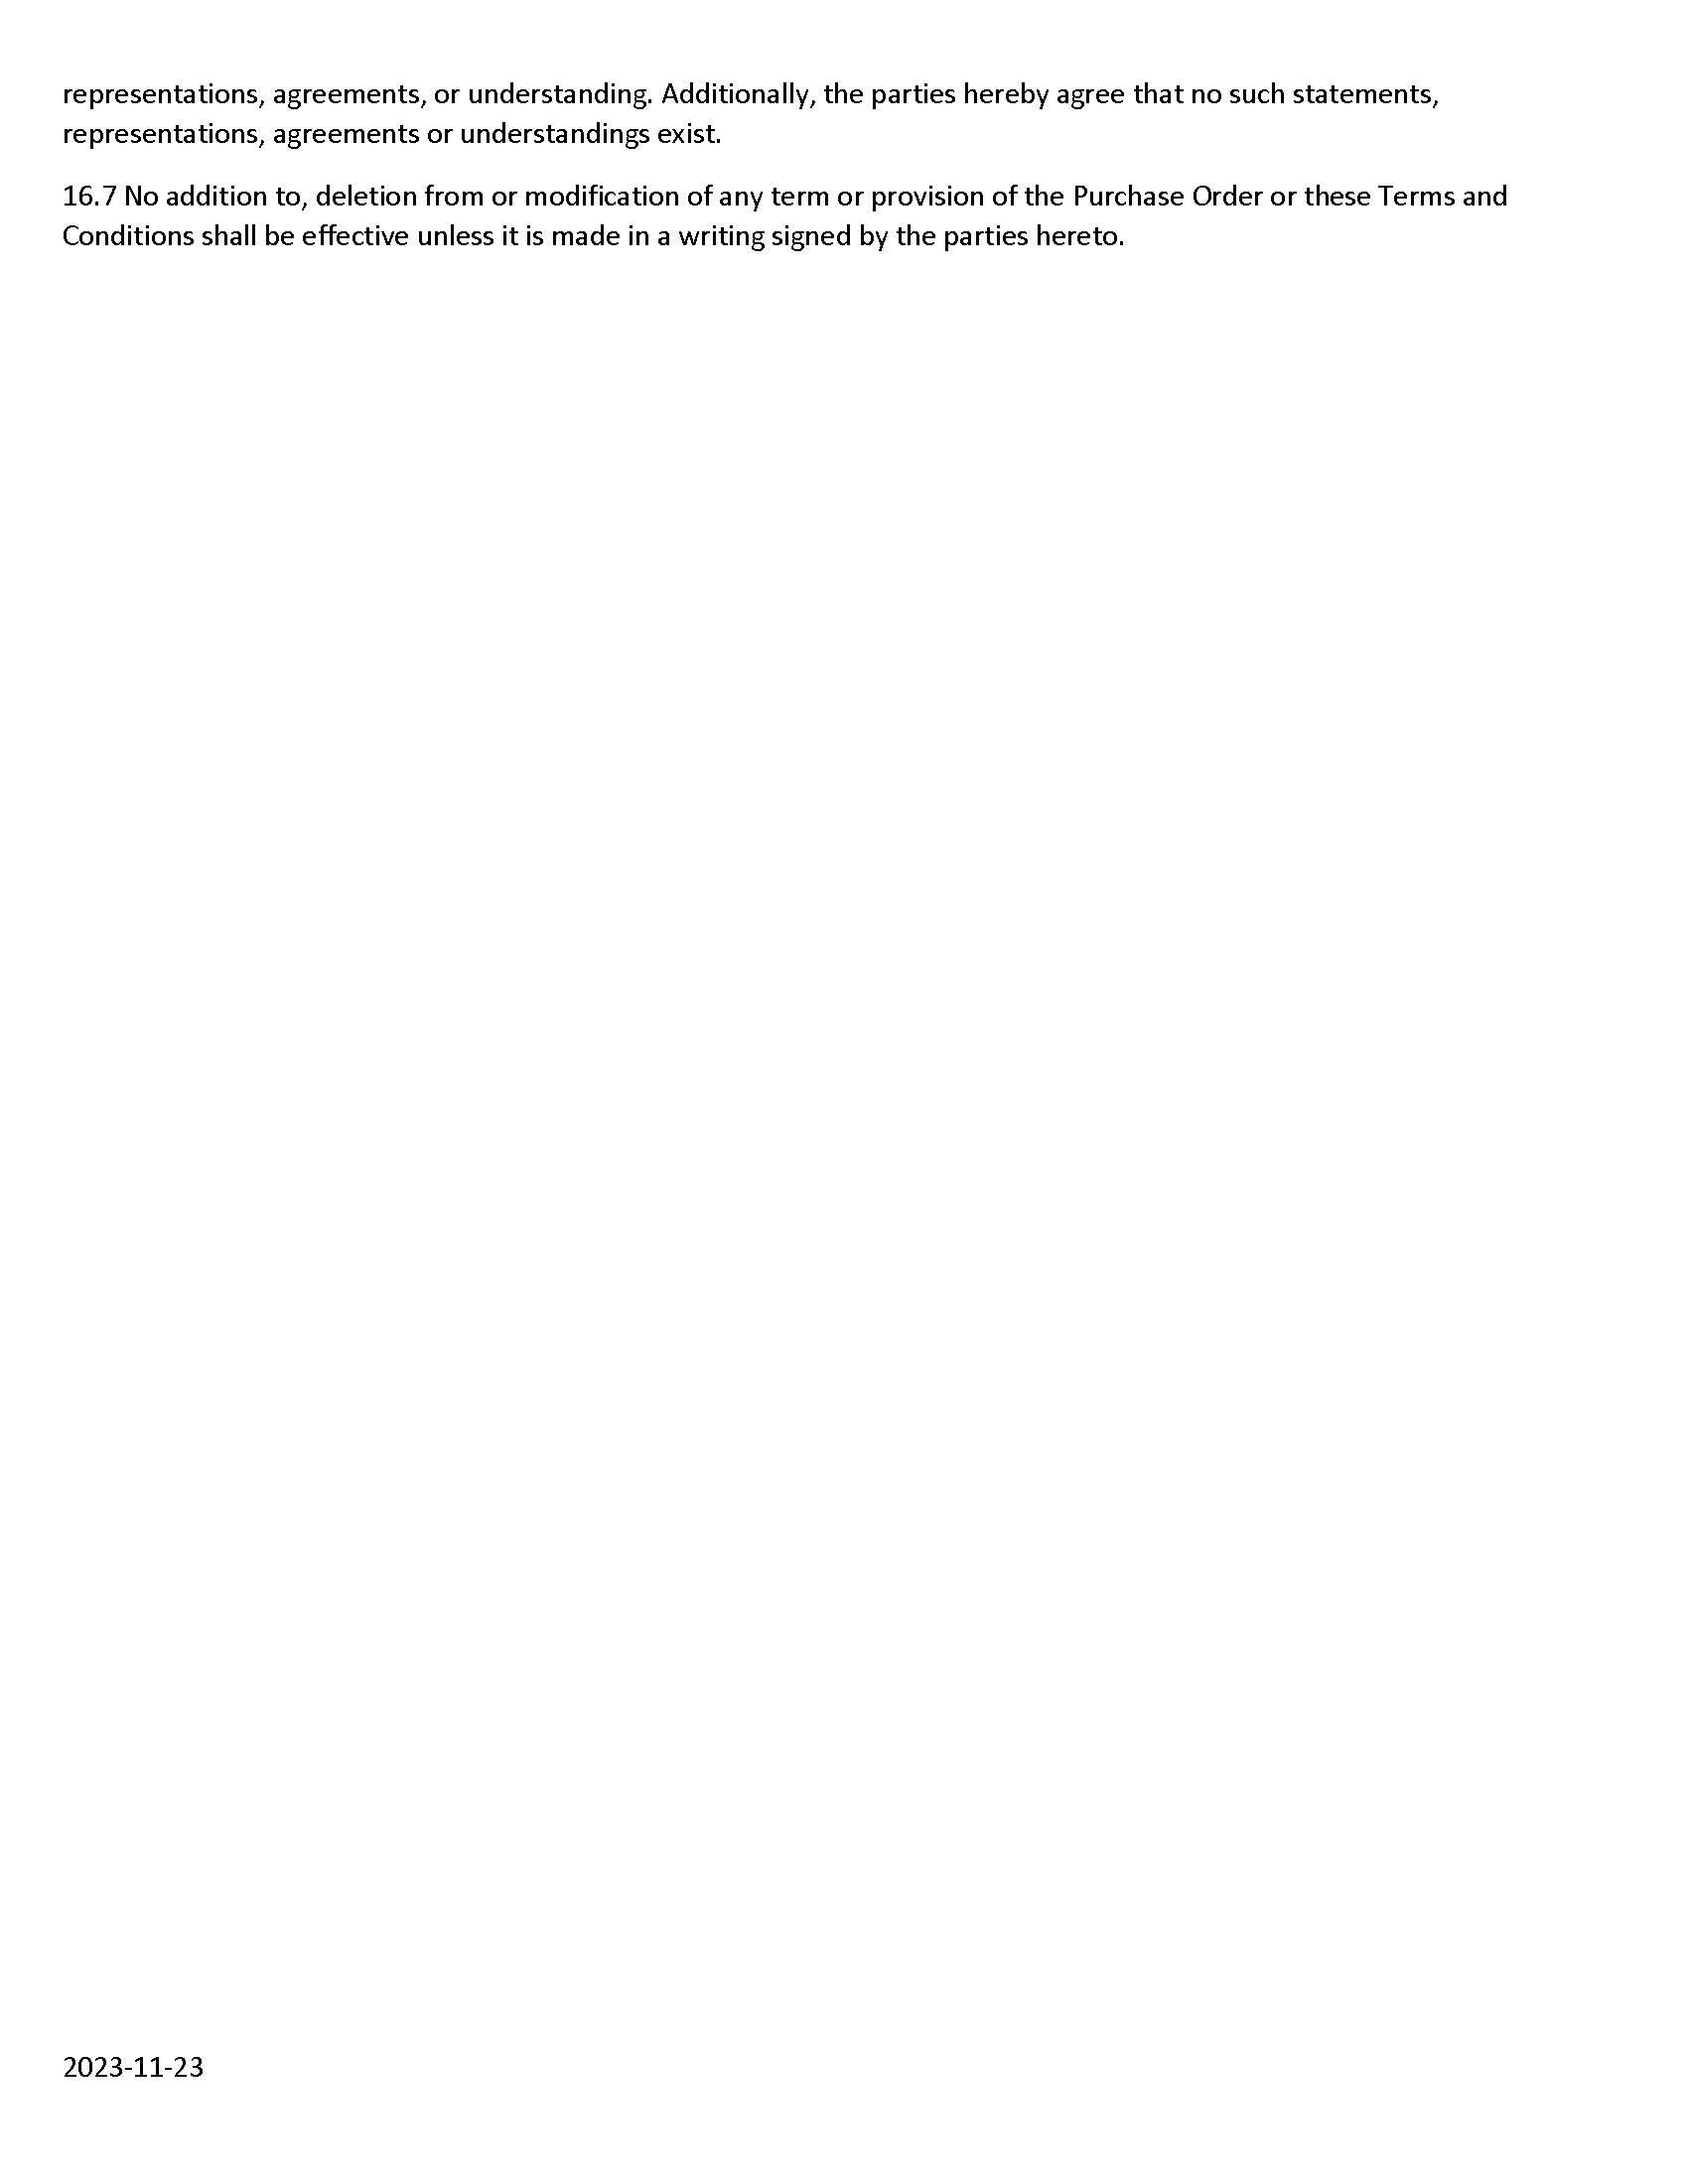 representations, agreements, or understanding. Additionally, the parties hereby agree that no such statements,
representations, agreements or understandings exist.
16.7 No addition to, deletion from or modification of any term or provision of the Purchase Order or these Terms and
Conditions shall be effective unless it is made in a writing signed by the parties hereto.
2023-11-23